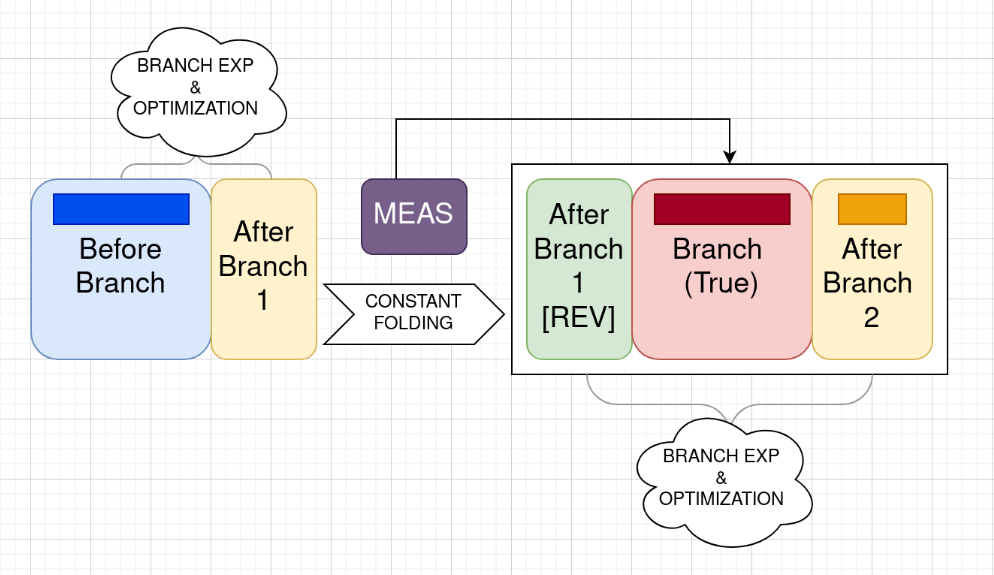 BRANCH EXP
&
OPTIMIZATION
Before
Branch
After
Branch
1
MEAS
CONSTANT
FOLDING
After
Branch
1
[REV]
Branch
(True)
After
Branch
2
BRANCH EXP
&
OPTIMIZATION